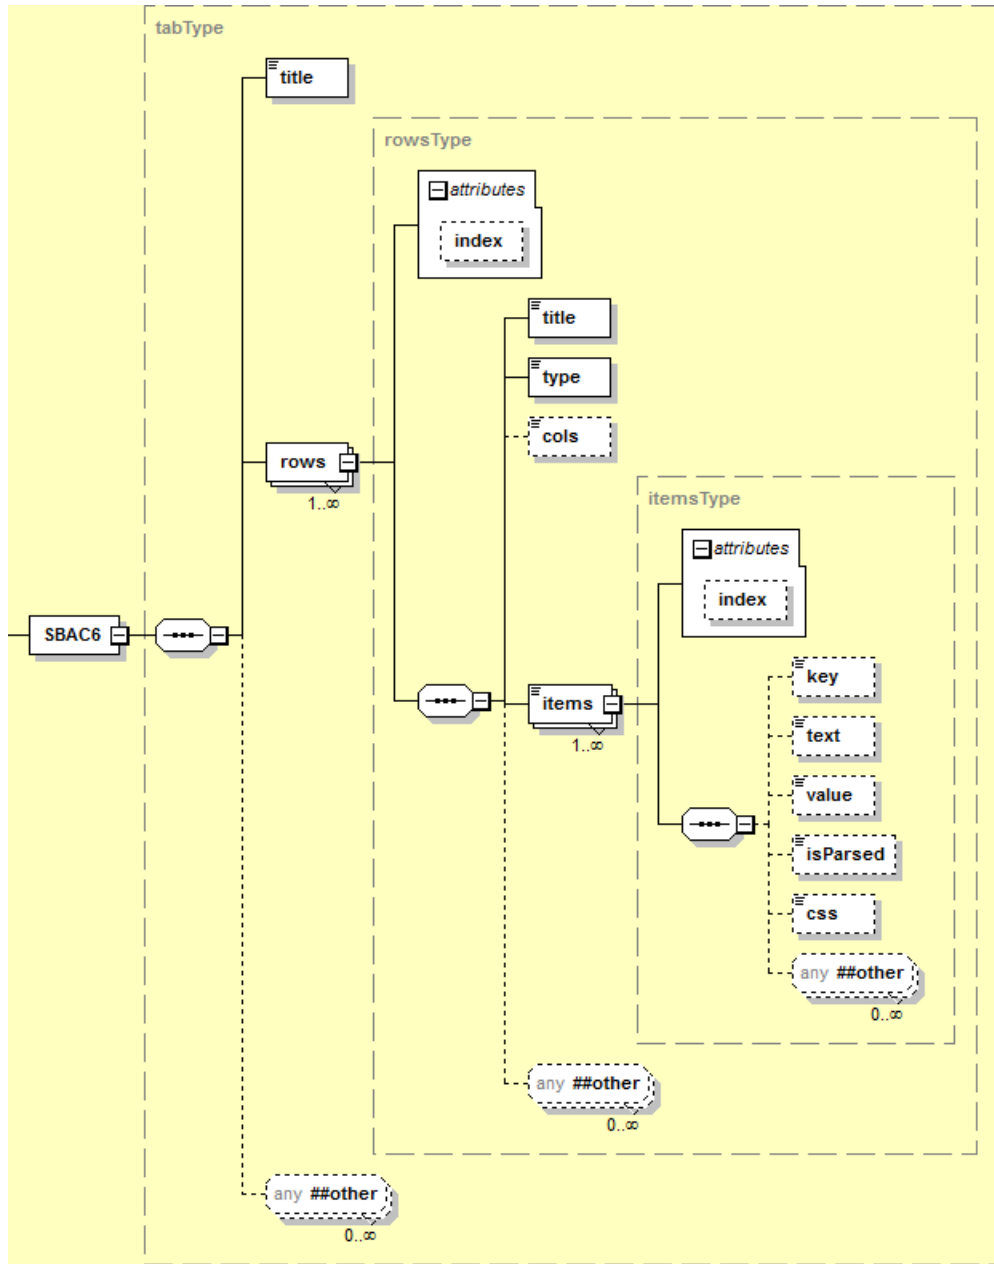 tabType
title
rowsType
attributes
index
title
type
cols
rows
1..∞
itemsType
attributes
index
SBAC6
key
items
1..∞
text
value
isParsed
css
any ##other
0..∞
any ##other
0..∞
any ##other
0..∞